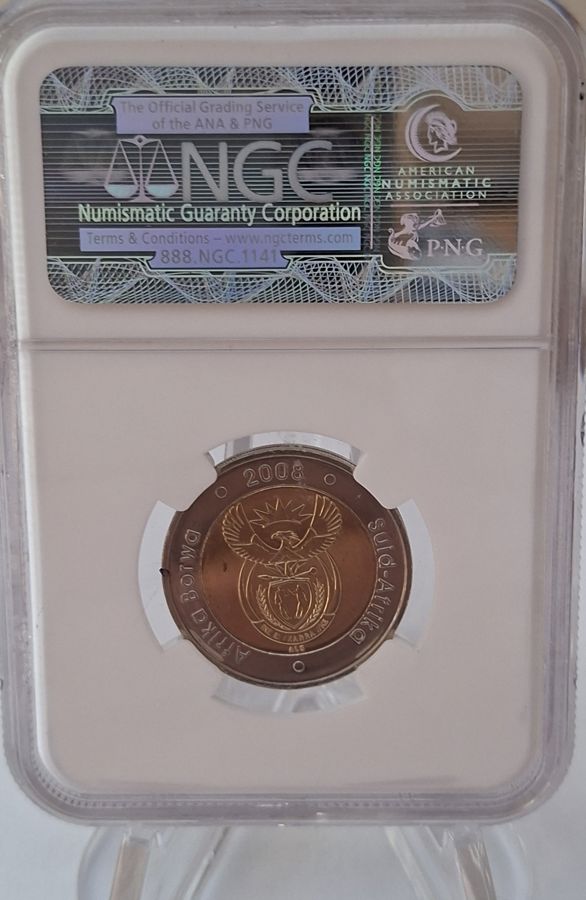 The Official Grading Service
of the ANA & PNG
NGC
Numismatic Guaranty Corporation
Terms & Conditions – www.ngcterms.com
888.NGC.1141
AMERICAN
NUMISMATIC
ASSOCIATION
P·N·G
2008
Afrika Borwa
Suid-Afrika